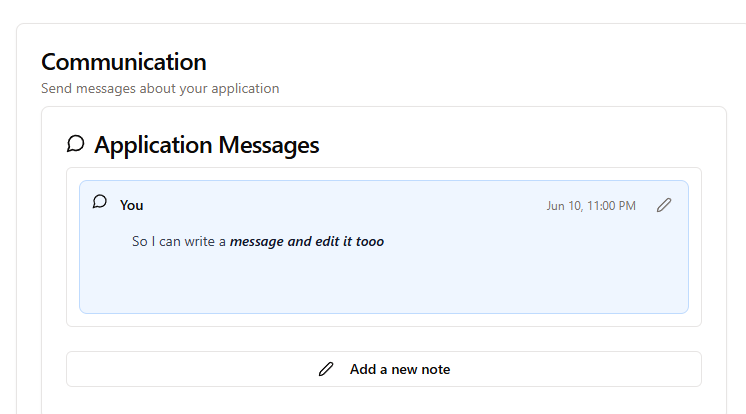 Communication
Send messages about your application
Application Messages
You
Jun 10, 11:00 PM
So I can write a message and edit it tooo
Add a new note